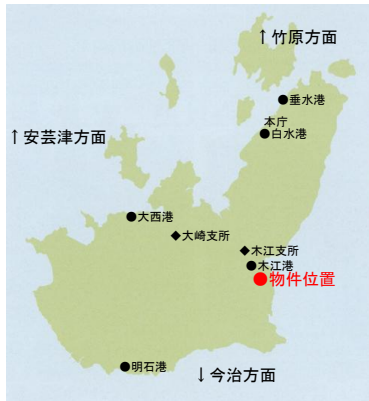 ↑竹原方面
●垂水港
本庁
●白水港
↑安芸津方面
●大西港
◆大崎支所
◆木江支所
●木江港
●物件位置
●明石港
↓今治方面